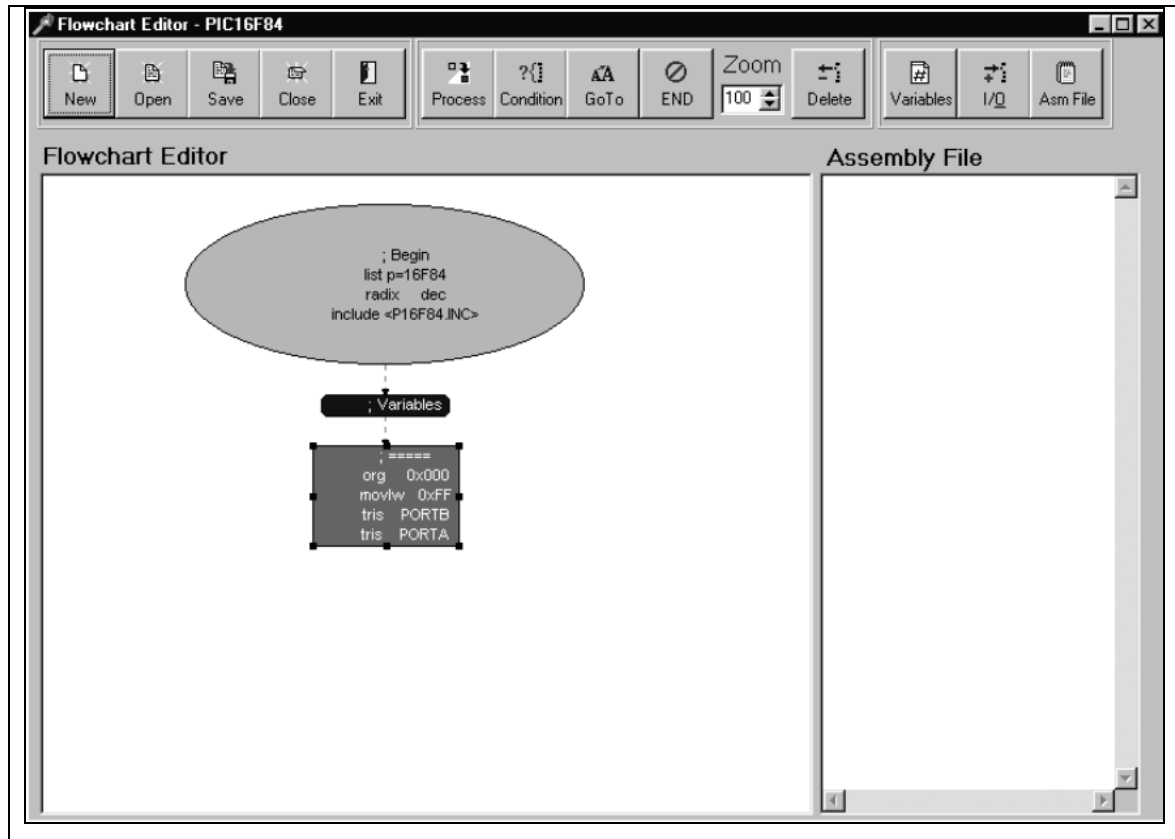 Flowchart Editor - PIC16F84
New Open Save Close Exit Process Condition GoTo END Zoom 100 Delete Variables I/O Asm File
Flowchart Editor
Assembly File
; Begin
list p=16F84
radix dec
include <P16F84.INC>
; Variables
; =====
org 0x000
movlw 0xFF
tris PORTB
tris PORTA